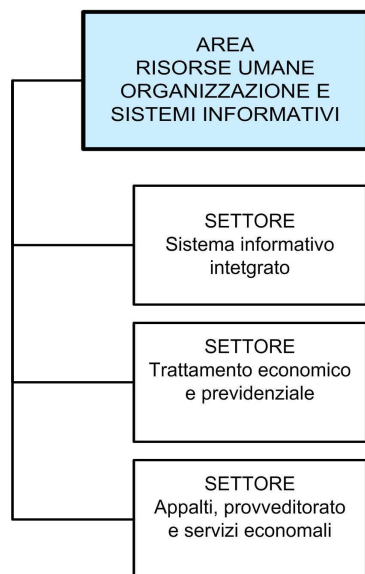 AREA
RISORSE UMANE
ORGANIZZAZIONE E
SISTEMI INFORMATIVI
SETTORE
Sistema informativo
intetgrato
SETTORE
Trattamento economico
e previdenziale
SETTORE
Appalti, provveditorato
e servizi economali